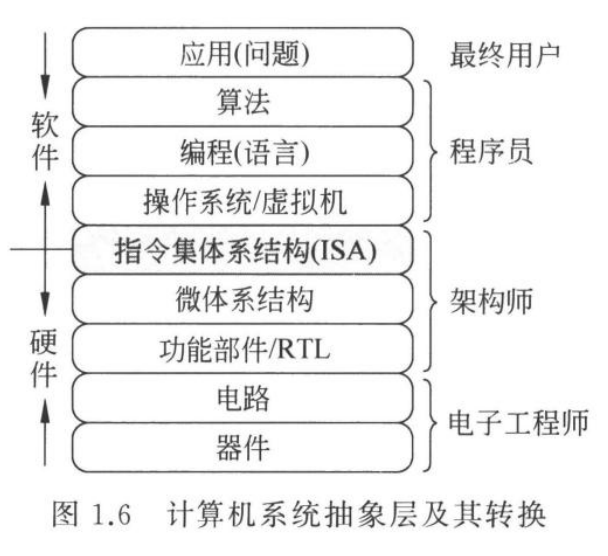 应用(问题) 最终用户
算法
软件
编程(语言) 程序员
操作系统/虚拟机
指令集体系结构(ISA)
微体系结构 架构师
硬件
功能部件/RTL
电路
电子工程师
器件
图 1.6 计算机系统抽象层及其转换